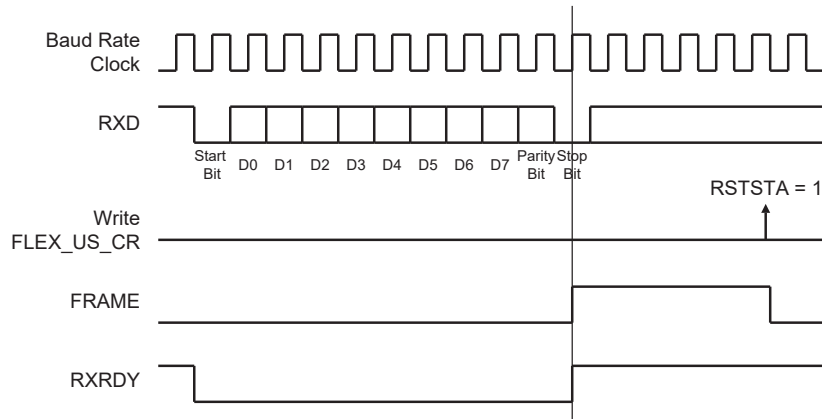 Baud Rate
Clock
RXD
Start
Bit
D0 D1 D2 D3 D4 D5 D6 D7
Parity
Bit
Stop
Bit
RSTSTA = 1
Write
FLEX_US_CR
FRAME
RXRDY